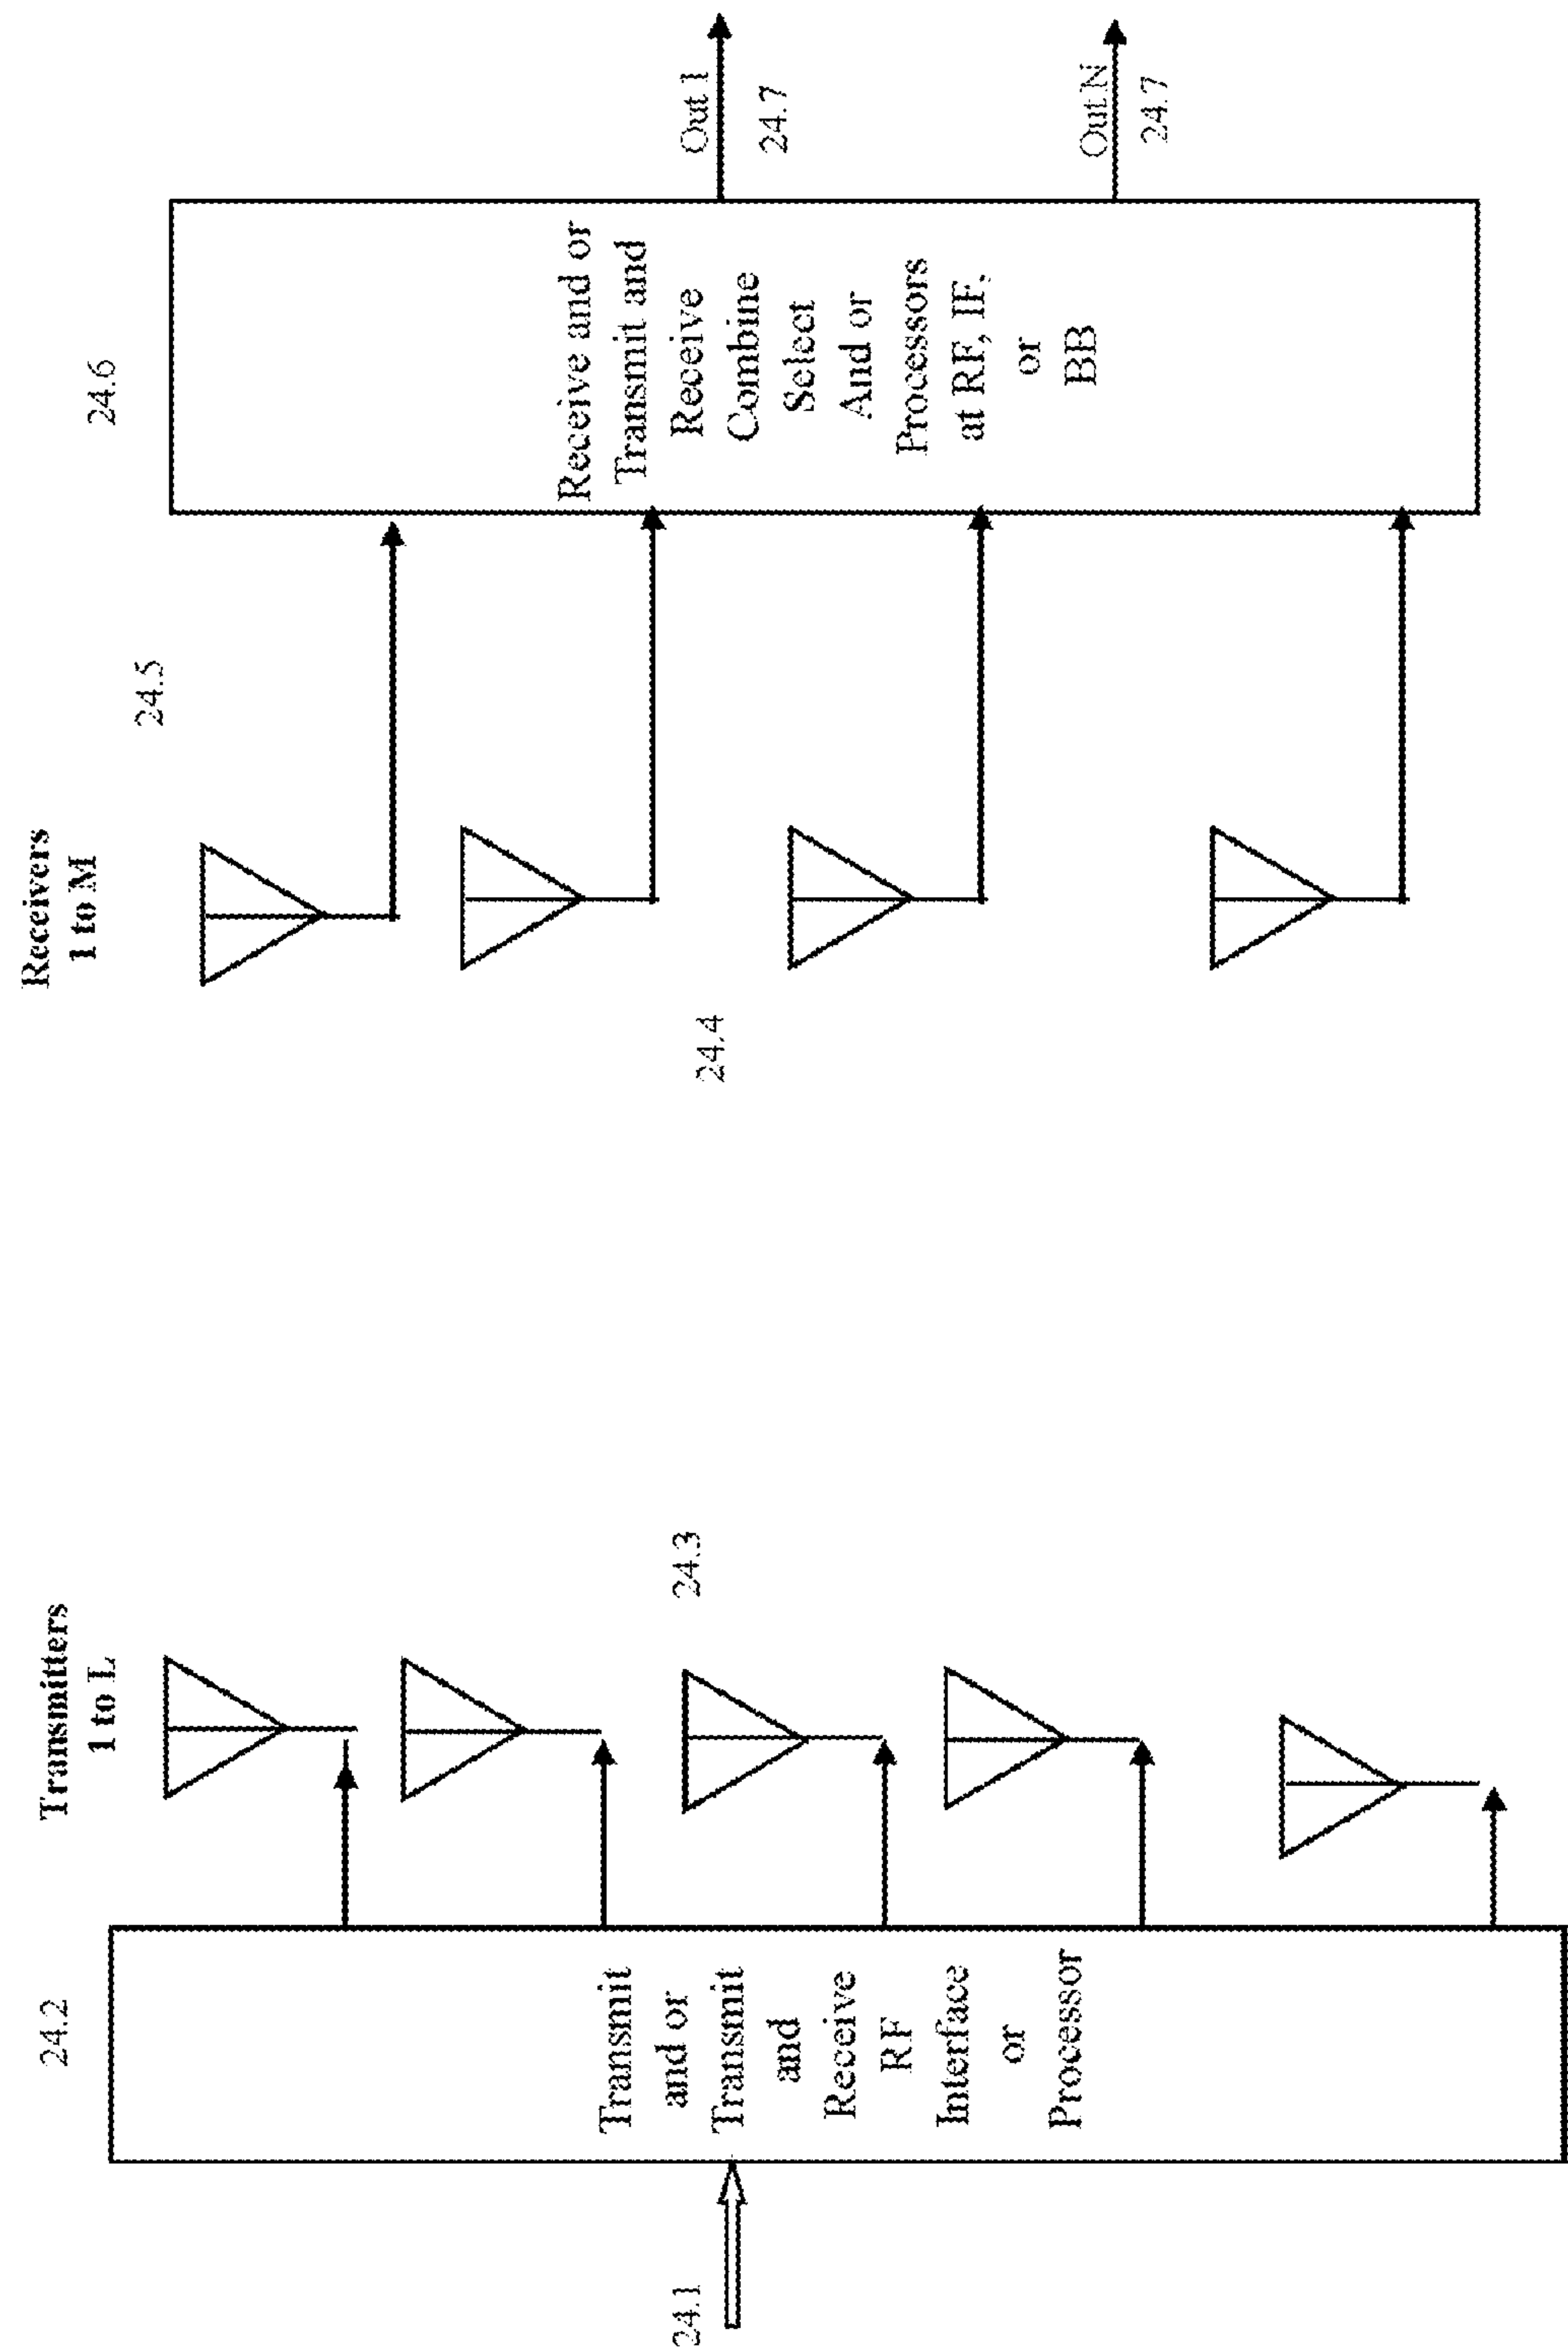 24.1
24.2
Transmit
and or
Transmit
and
Receive
RF
Interface
or
Processor
Transmitters
1 to L
24.3
24.4
Receivers
1 to M
24.5
24.6
Receive and or
Transmit and
Receive
Combine
Select
And or
Processors
at RF, IF,
or
BB
Out 1
24.7
Out N
24.7